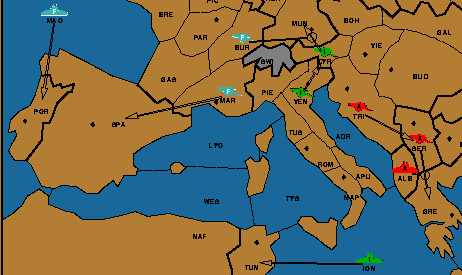 PIC
BRE
MUN
BOH
MAO
PAR
GAL
BUR
VIE
SWI
TYR
BUD
GAS
MAR
PIE
VEN
POR
TRI
SPA
TUS
ADR
SER
LYO
ROM
APU
ALB
WES
TYS
NAP
GRE
NAF
TUN
ION